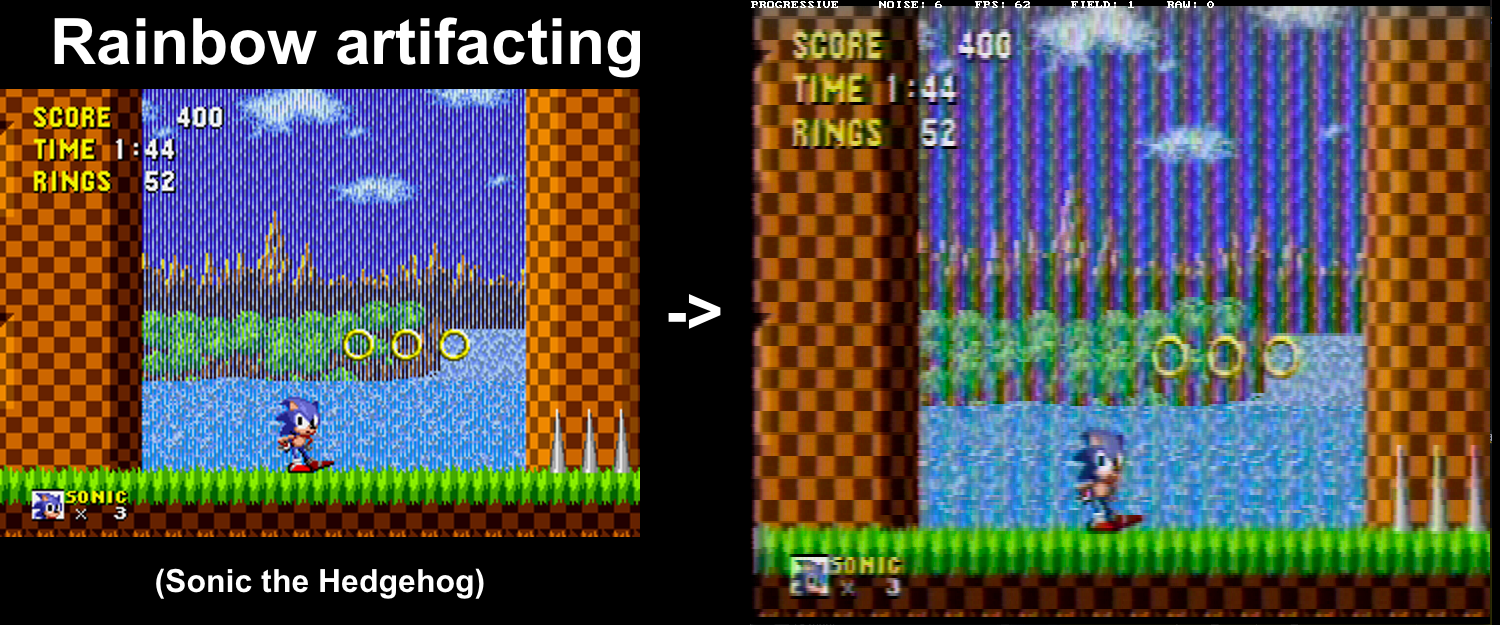 Rainbow artifacting
SCORE 400
TIME 1:44
RINGS 52
SONIC
x 3
(Sonic the Hedgehog)
->
PROGRESSIVE NOISE: 6 FPS: 62 FIELD: 1 RAW: 0
SCORE 400
TIME 1:44
RINGS 52
SONIC
x 3